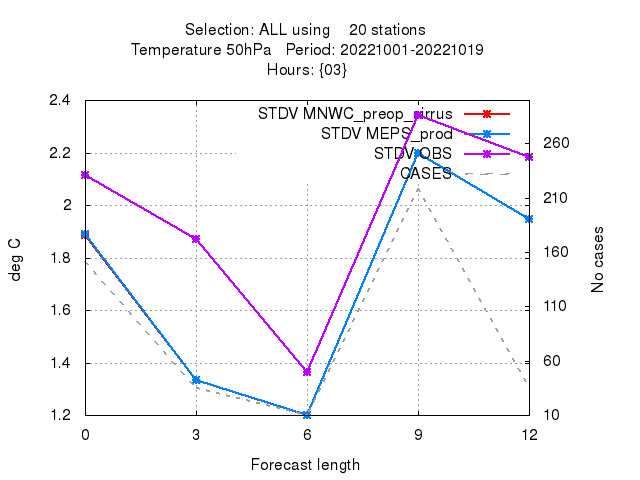 Selection: ALL using    20 stations
Temperature 50hPa   Period: 20221001-20221019
Hours: {03}
STDV MNWC_preop_cirrus
STDV MEPS_prod
STDV OBS
CASES
2.4
2.2
2
1.8
1.6
1.4
1.2
deg C
260
210
160
110
60
10
No cases
0 3 6 9 12
Forecast length